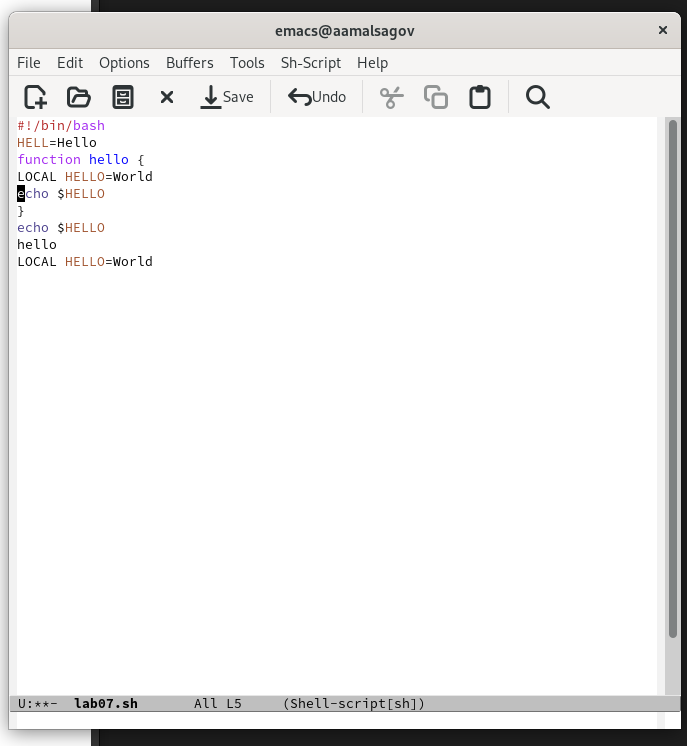 emacs@aamalsagov ×
File Edit Options Buffers Tools Sh-Script Help
Save Undo
#!/bin/bash
HELL=Hello
function hello {
LOCAL HELLO=World
echo $HELLO
}
echo $HELLO
hello
LOCAL HELLO=World
U:**- lab07.sh All L5 (Shell-script[sh])